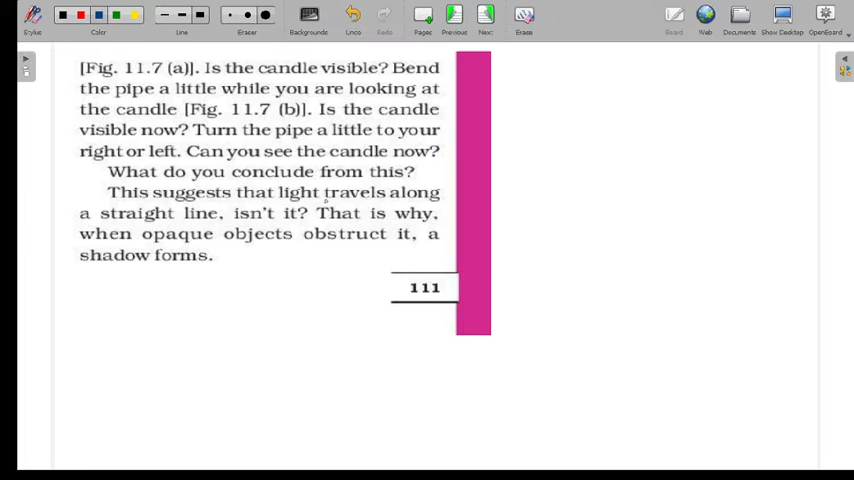 Stylus
Color
Line
Eraser
Backgrounds
Undo
Redo
Pages
Previous
Next
Erase
Board
Web
Documents
Show Desktop
OpenBoard
[Fig. 11.7 (a)]. Is the candle visible? Bend
the pipe a little while you are looking at
the candle [Fig. 11.7 (b)]. Is the candle
visible now? Turn the pipe a little to your
right or left. Can you see the candle now?
What do you conclude from this?
This suggests that light travels along
a straight line, isn't it? That is why,
when opaque objects obstruct it, a
shadow forms.
111